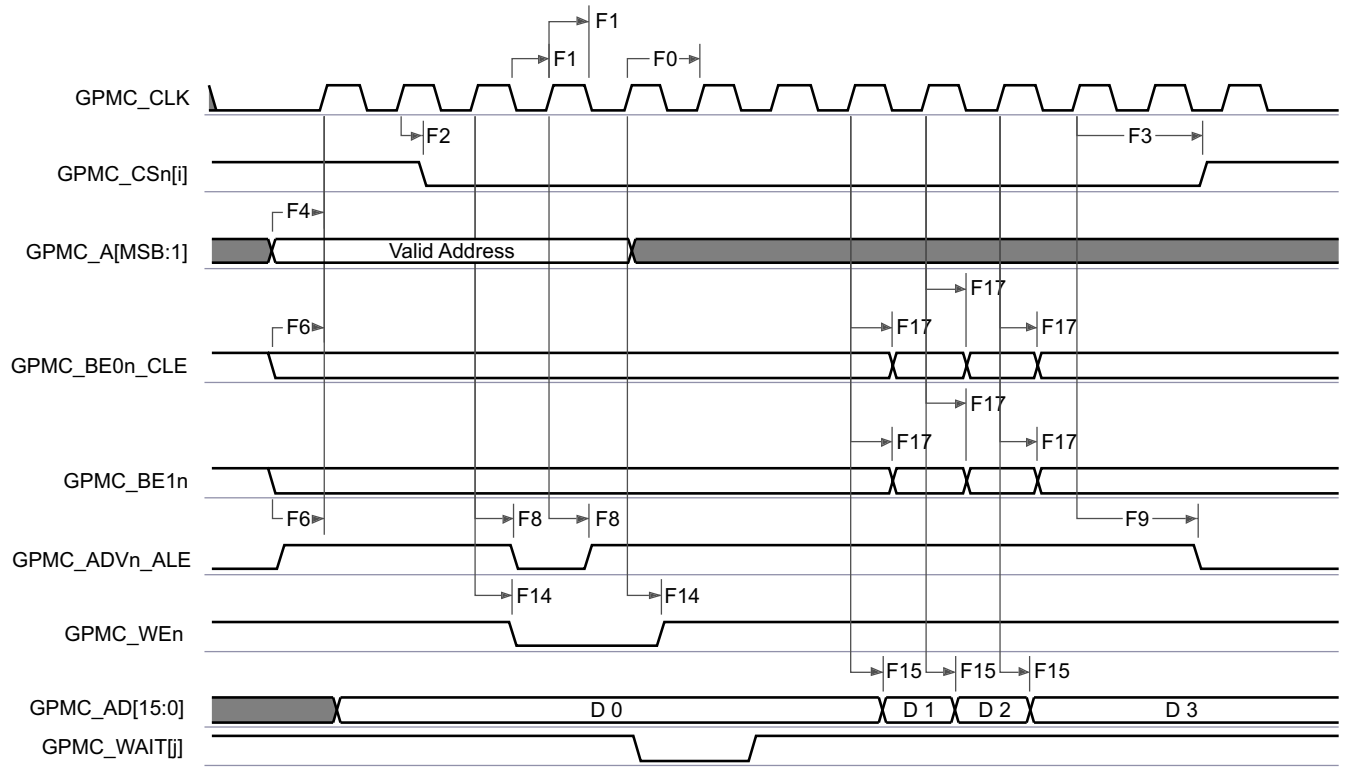 F1
F1 F0
GPMC_CLK
F2 F3
GPMC_CSn[i]
F4
GPMC_A[MSB:1] Valid Address
F17
F6 F17 F17
GPMC_BE0n_CLE
F17
F17 F17
GPMC_BE1n
F6 F8 F8 F9
GPMC_ADVn_ALE
F14 F14
GPMC_WEn
F15 F15 F15
GPMC_AD[15:0] D 0 D 1 D 2 D 3
GPMC_WAIT[j]